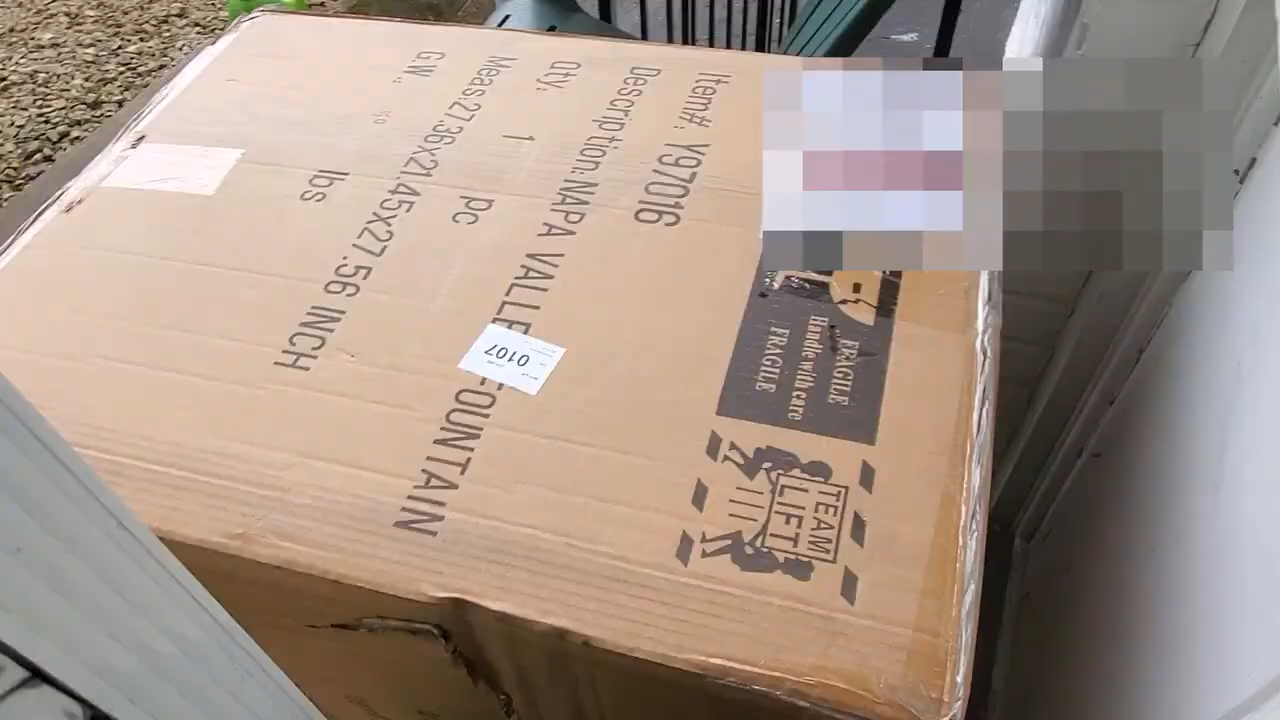 Item#: Y97016
Description:NAPA VALLE FOUNTAIN
Qty: 1 pc
Meas:27.36x21.45x27.56 INCH
G.W.: lbs
0107
FRAGILE
Handle with care
FRAGILE
TEAM
LIFT